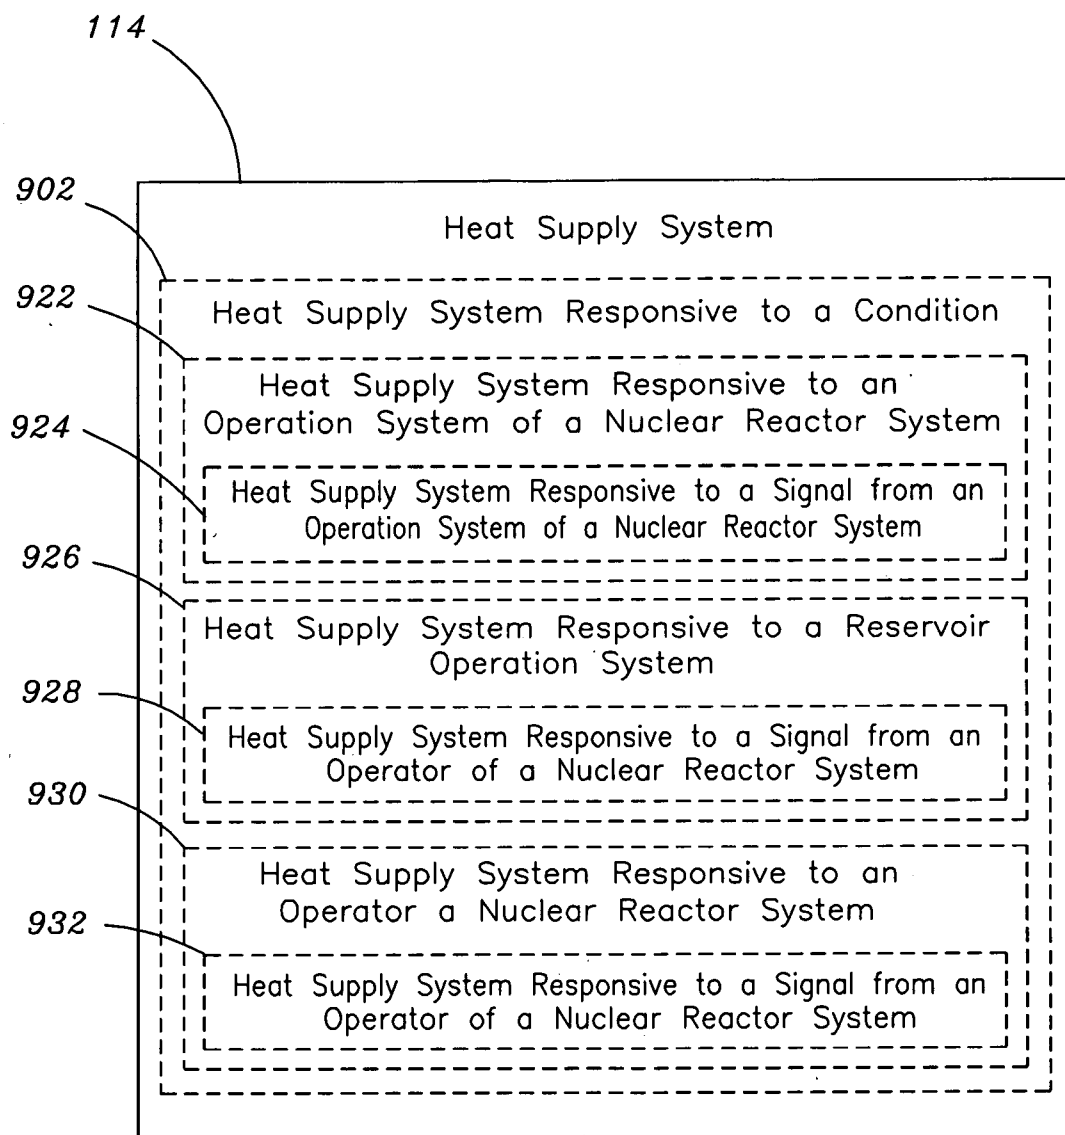 114
902
Heat Supply System
922
Heat Supply System Responsive to a Condition
924
Heat Supply System Responsive to an
Operation System of a Nuclear Reactor System
Heat Supply System Responsive to a Signal from an
Operation System of a Nuclear Reactor System
926
Heat Supply System Responsive to a Reservoir
Operation System
928
Heat Supply System Responsive to a Signal from an
Operator of a Nuclear Reactor System
930
Heat Supply System Responsive to an
Operator a Nuclear Reactor System
932
Heat Supply System Responsive to a Signal from an
Operator of a Nuclear Reactor System